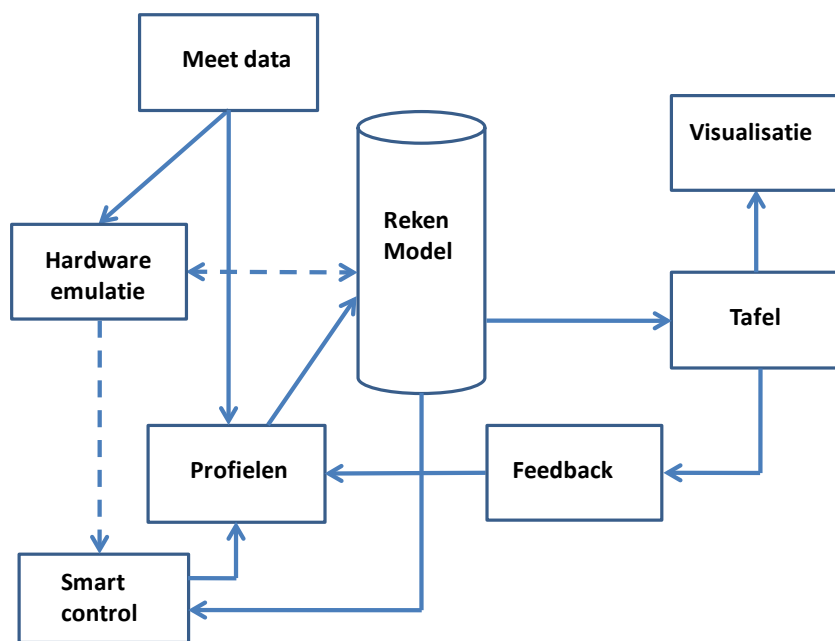 Meet data
Visualisatie
Reken
Model
Hardware
emulatie
Tafel
Profielen
Feedback
Smart
control